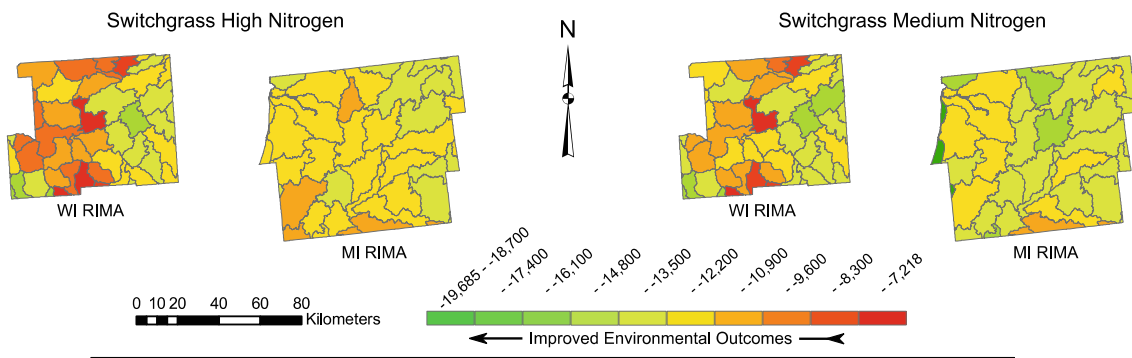 Switchgrass High Nitrogen
N
Switchgrass Medium Nitrogen
WI RIMA
MI RIMA
WI RIMA
MI RIMA
-19,685 - -18,700
- -17,400
- -16,100
- -14,800
- -13,500
- -12,200
- -10,900
- -9,600
- -8,300
- -7,218
0 10 20 40 60 80
Kilometers
Improved Environmental Outcomes